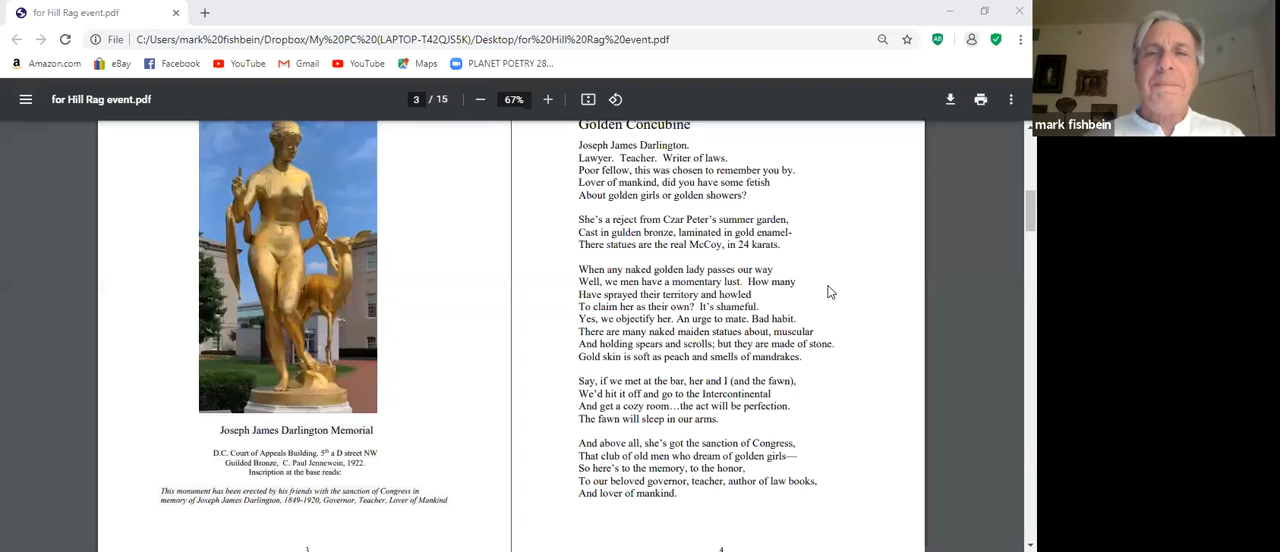 for Hill Rag event.pdf
File
C:/Users/mark%20fishbein/Dropbox/My%20PC%20(LAPTOP-T42QJS5K)/Desktop/for%20Hill%20Rag%20event.pdf
AB
Amazon.com
eBay
Facebook
YouTube
Gmail
YouTube
Maps
PLANET POETRY 28...
for Hill Rag event.pdf
3 / 15
67%
mark fishbein
Joseph James Darlington Memorial
D.C. Court of Appeals Building. 5th a D street NW
Guilded Bronze, C. Paul Jennewein, 1922.
Inscription at the base reads:
This monument has been erected by his friends with the sanction of Congress in
memory of Joseph James Darlington, 1849-1920, Governor, Teacher, Lover of Mankind
3
Golden Concubine
Joseph James Darlington.
Lawyer. Teacher. Writer of laws.
Poor fellow, this was chosen to remember you by.
Lover of mankind, did you have some fetish
About golden girls or golden showers?
She's a reject from Czar Peter's summer garden,
Cast in gulden bronze, laminated in gold enamel-
There statues are the real McCoy, in 24 karats.
When any naked golden lady passes our way
Well, we men have a momentary lust. How many
Have sprayed their territory and howled
To claim her as their own? It's shameful.
Yes, we objectify her. An urge to mate. Bad habit.
There are many naked maiden statues about, muscular
And holding spears and scrolls; but they are made of stone.
Gold skin is soft as peach and smells of mandrakes.
Say, if we met at the bar, her and I (and the fawn),
We'd hit it off and go to the Intercontinental
And get a cozy room…the act will be perfection.
The fawn will sleep in our arms.
And above all, she's got the sanction of Congress,
That club of old men who dream of golden girls—
So here's to the memory, to the honor,
To our beloved governor, teacher, author of law books,
And lover of mankind.
4